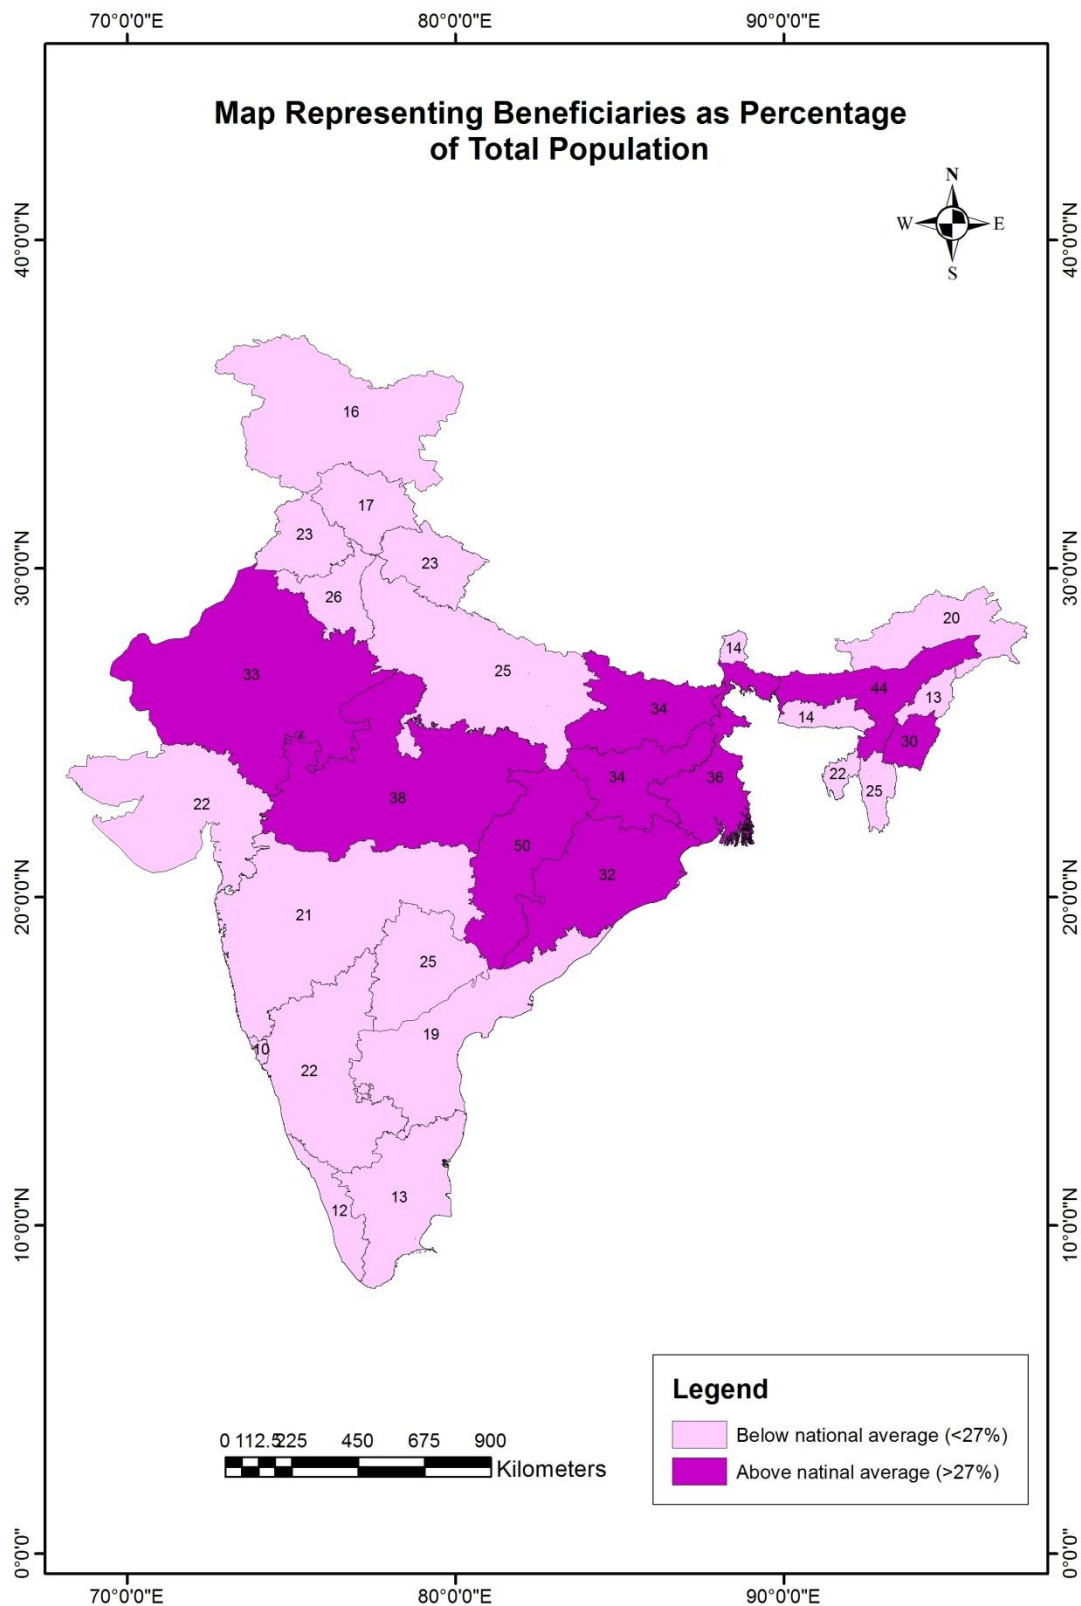 70°0'0"E 80°0'0"E 90°0'0"E
Map Representing Beneficiaries as Percentage
of Total Population
N
W E
S
40°0'0"N 40°0'0"N
16
17
23
23
30°0'0"N 30°0'0"N
26
20
14
33
25
44
13
34
14
30
34
36
22
25
22
38
50
32
20°0'0"N 20°0'0"N
21
25
19
10
22
13
12
10°0'0"N 10°0'0"N
Legend
Below national average (<27%)
Above natinal average (>27%)
0 112.5225 450 675 900
Kilometers
0°0'0" 0°0'0"
70°0'0"E 80°0'0"E 90°0'0"E